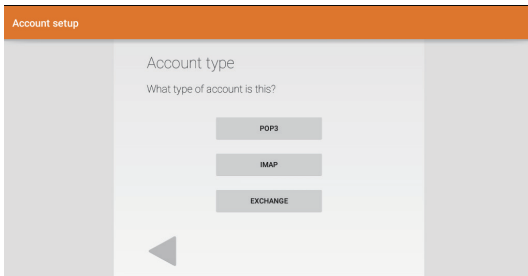 Account setup
Account type
What type of account is this?
POP3
IMAP
EXCHANGE